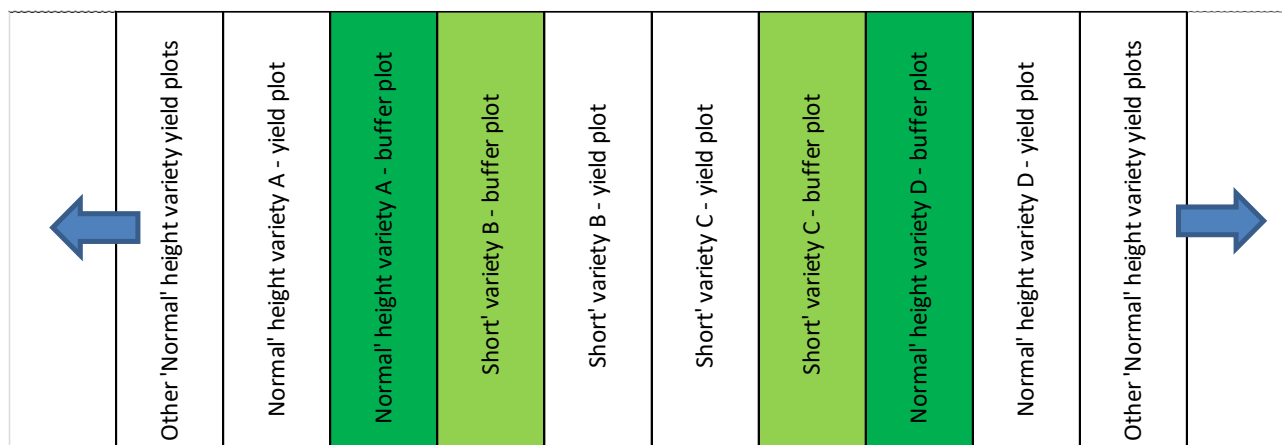 Other 'Normal' height variety yield plots
Normal' height variety A - yield plot
Normal' height variety A - buffer plot
Short' variety B - buffer plot
Short' variety B - yield plot
Short' variety C - yield plot
Short' variety C - buffer plot
Normal' height variety D - buffer plot
Normal' height variety D - yield plot
Other 'Normal' height variety yield plots